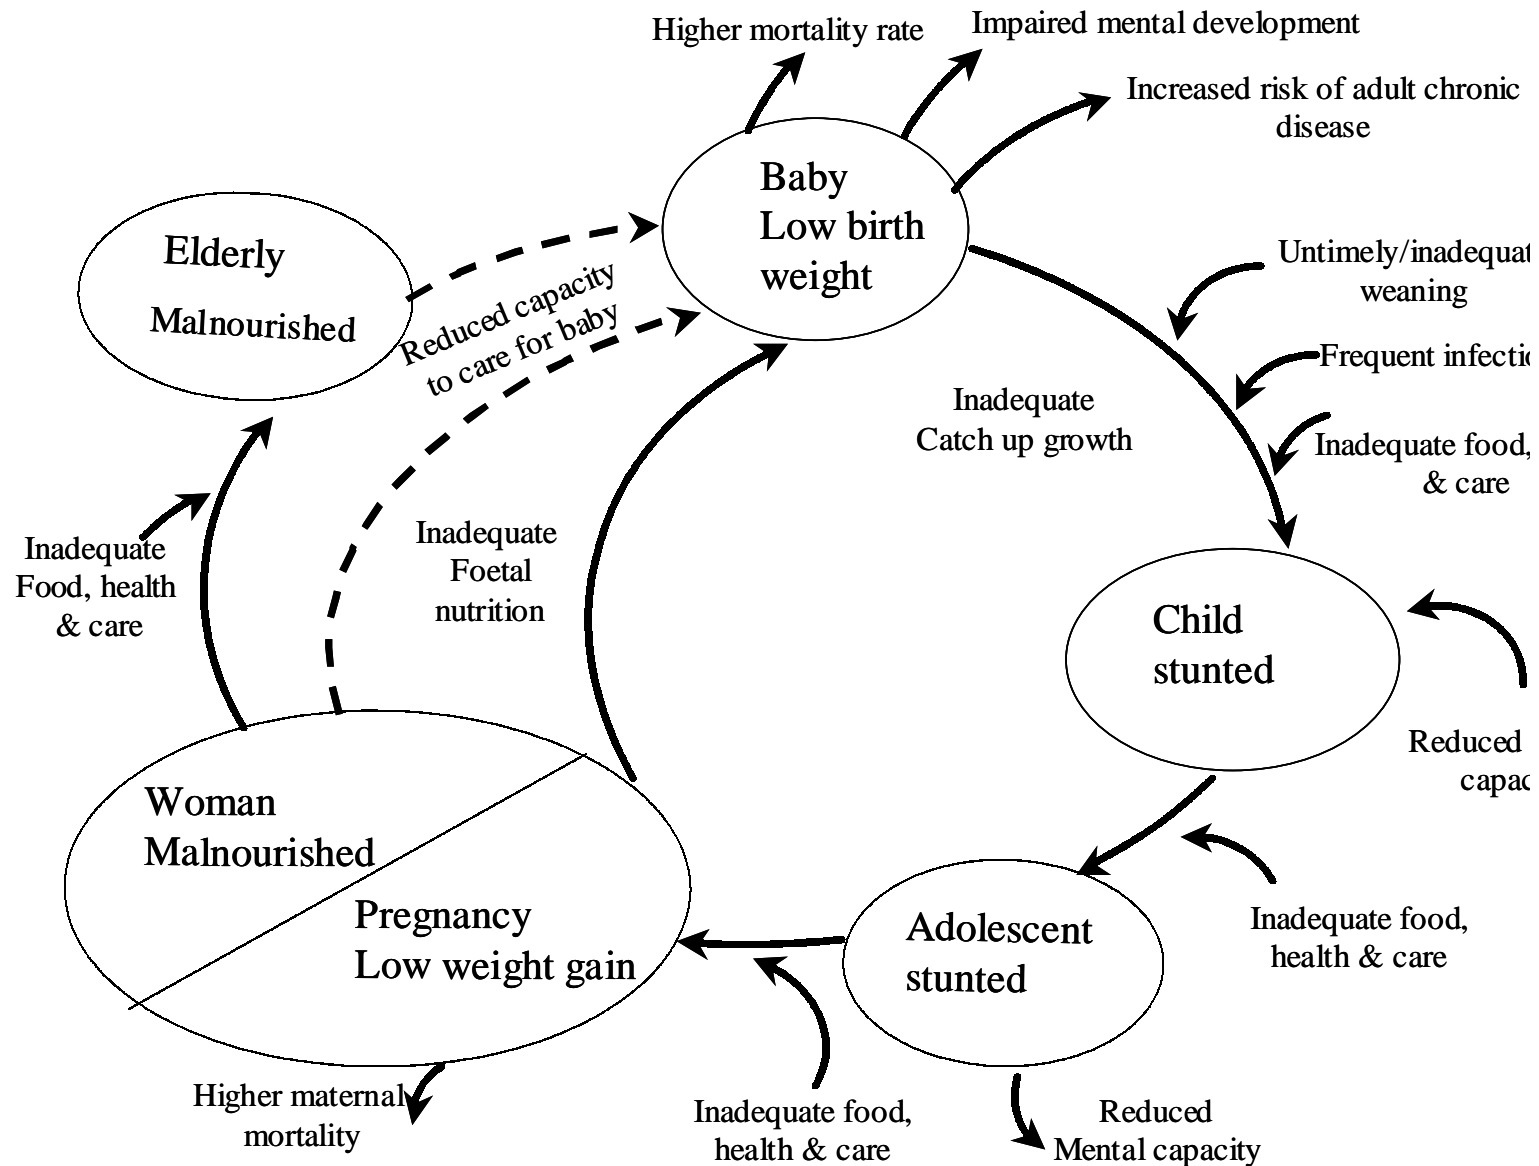 Higher mortality rate
Impaired mental development
Increased risk of adult chronic
disease
Baby
Low birth
weight
Elderly
Malnourished
Reduced capacity
to care for baby
Untimely/inadequat
weaning
Frequent infectio
Inadequate food,
& care
Inadequate
Catch up growth
Inadequate
Foetal
nutrition
Inadequate
Food, health
& care
Child
stunted
Reduced
capac
Woman
Malnourished
Pregnancy
Low weight gain
Adolescent
stunted
Inadequate food,
health & care
Higher maternal
mortality
Inadequate food,
health & care
Reduced
Mental capacity